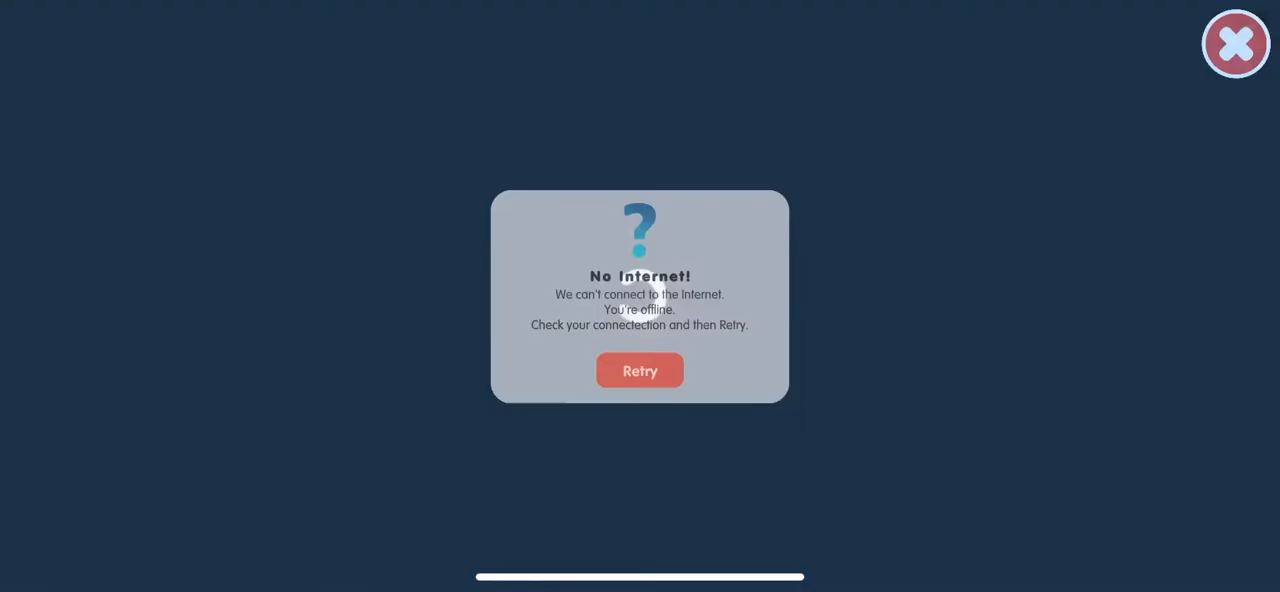 ?
No Internet!
We can't connect to the Internet.
You're offline.
Check your connectection and then Retry.
Retry